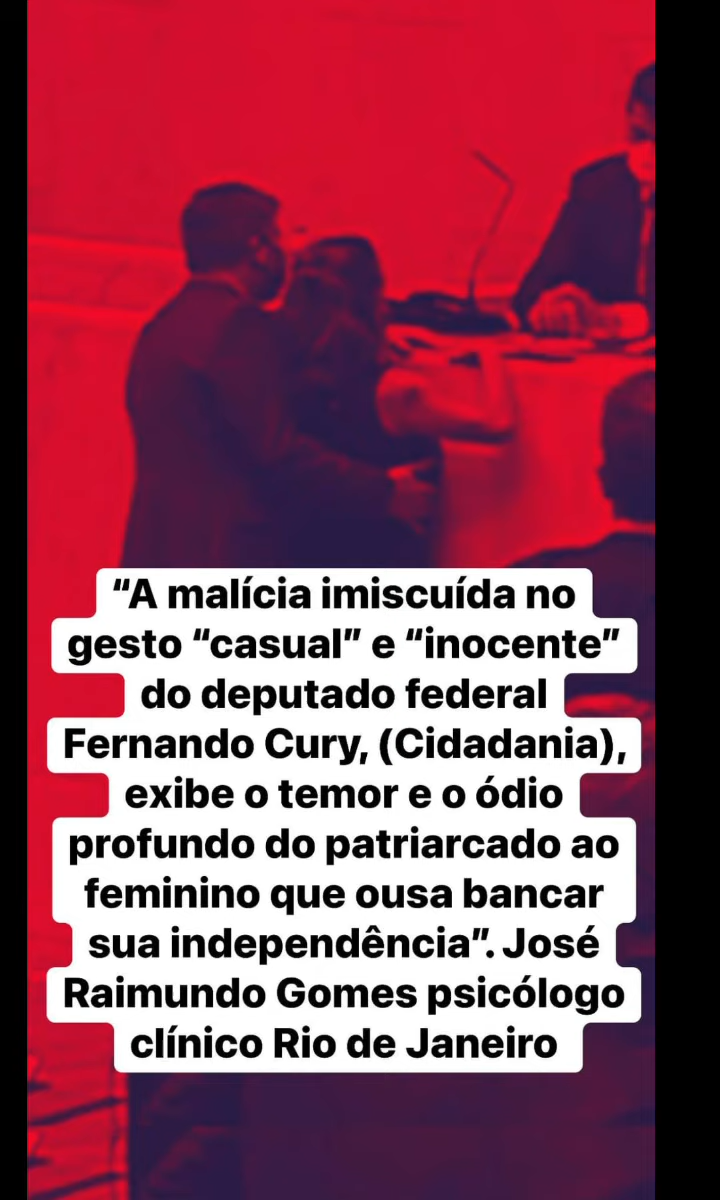 “A malícia imiscuída no
gesto “casual” e “inocente”
do deputado federal
Fernando Cury, (Cidadania),
exibe o temor e o ódio
profundo do patriarcado ao
feminino que ousa bancar
sua independência”. José
Raimundo Gomes psicólogo
clínico Rio de Janeiro